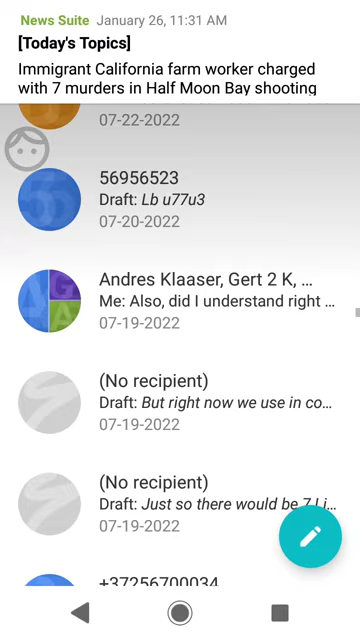 News Suite January 26, 11:31 AM
[Today's Topics]
Immigrant California farm worker charged
with 7 murders in Half Moon Bay shooting
07-22-2022
56956523
Draft: Lb u77u3
07-20-2022
Andres Klaaser, Gert 2 K, ...
Me: Also, did I understand right ...
07-19-2022
(No recipient)
Draft: But right now we use in co...
07-19-2022
(No recipient)
Draft: Just so there would be 7 Li...
07-19-2022
+37256700034